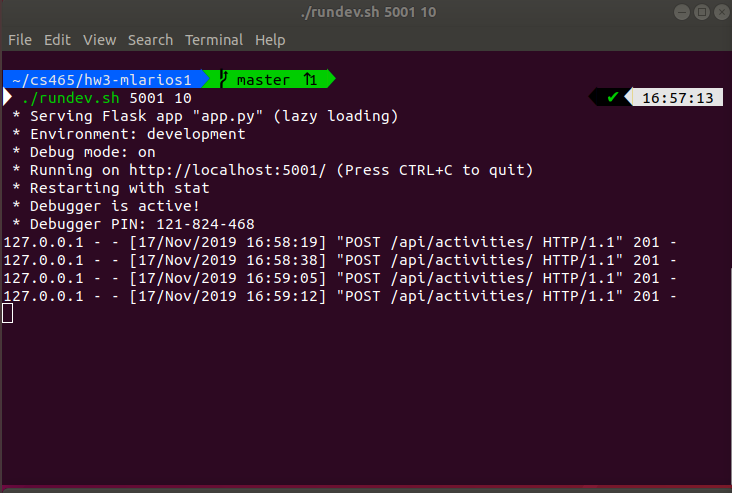 ./rundev.sh 5001 10
File Edit View Search Terminal Help
~/cs465/hw3-mlarios1 master ↑1
./rundev.sh 5001 10 ✔ 16:57:13
* Serving Flask app "app.py" (lazy loading)
* Environment: development
* Debug mode: on
* Running on http://localhost:5001/ (Press CTRL+C to quit)
* Restarting with stat
* Debugger is active!
* Debugger PIN: 121-824-468
127.0.0.1 - - [17/Nov/2019 16:58:19] "POST /api/activities/ HTTP/1.1" 201 -
127.0.0.1 - - [17/Nov/2019 16:58:38] "POST /api/activities/ HTTP/1.1" 201 -
127.0.0.1 - - [17/Nov/2019 16:59:05] "POST /api/activities/ HTTP/1.1" 201 -
127.0.0.1 - - [17/Nov/2019 16:59:12] "POST /api/activities/ HTTP/1.1" 201 -